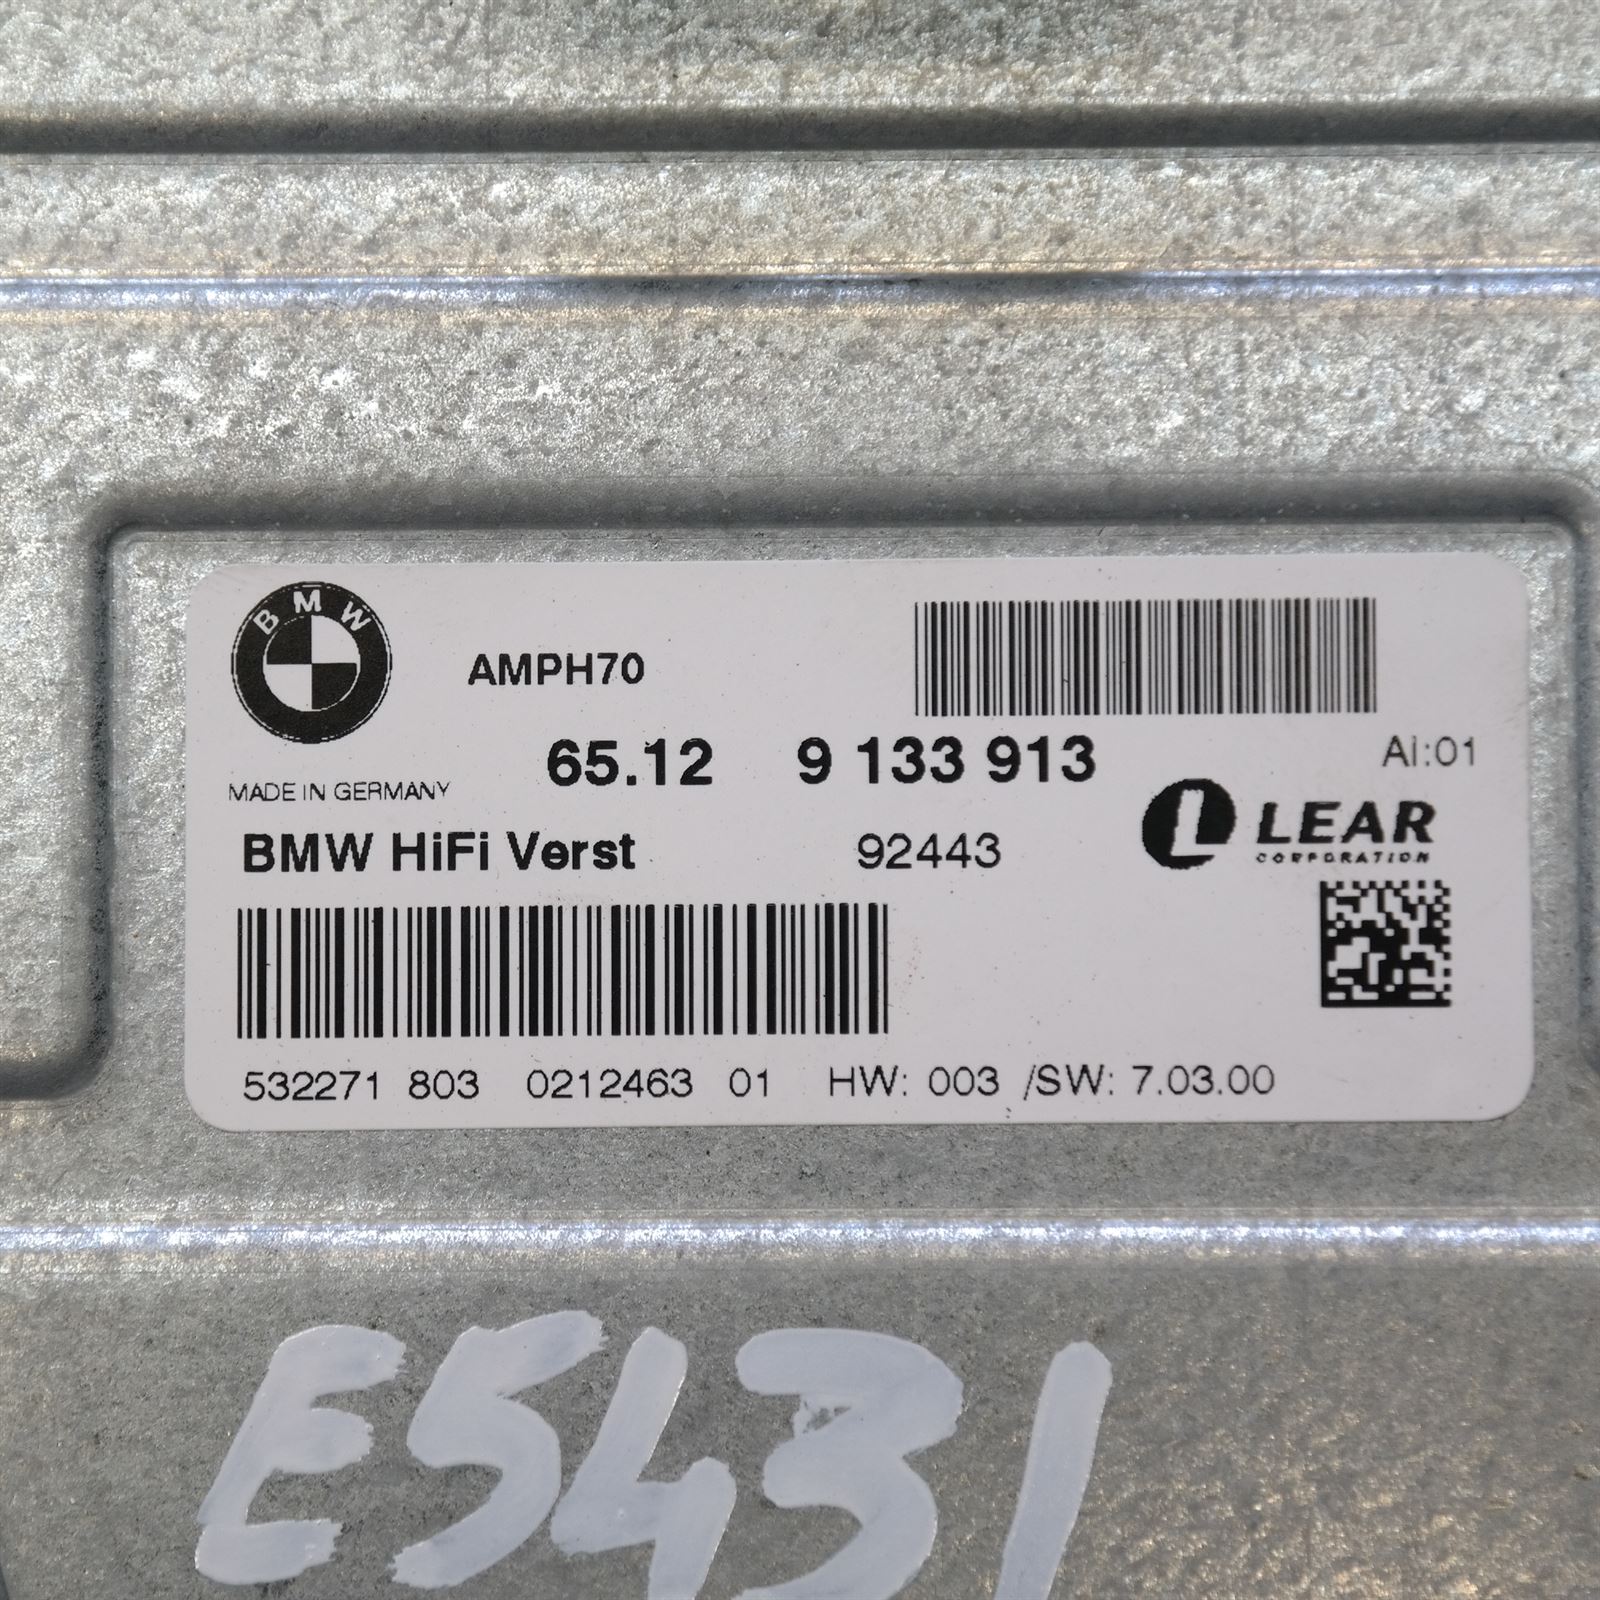 BMW
AMPH70
65.12 9 133 913
Ai:01
MADE IN GERMANY
LEAR
CORPORATION
BMW HiFi Verst 92443
532271 803 0212463 01 HW: 003 /SW: 7.03.00
E5431